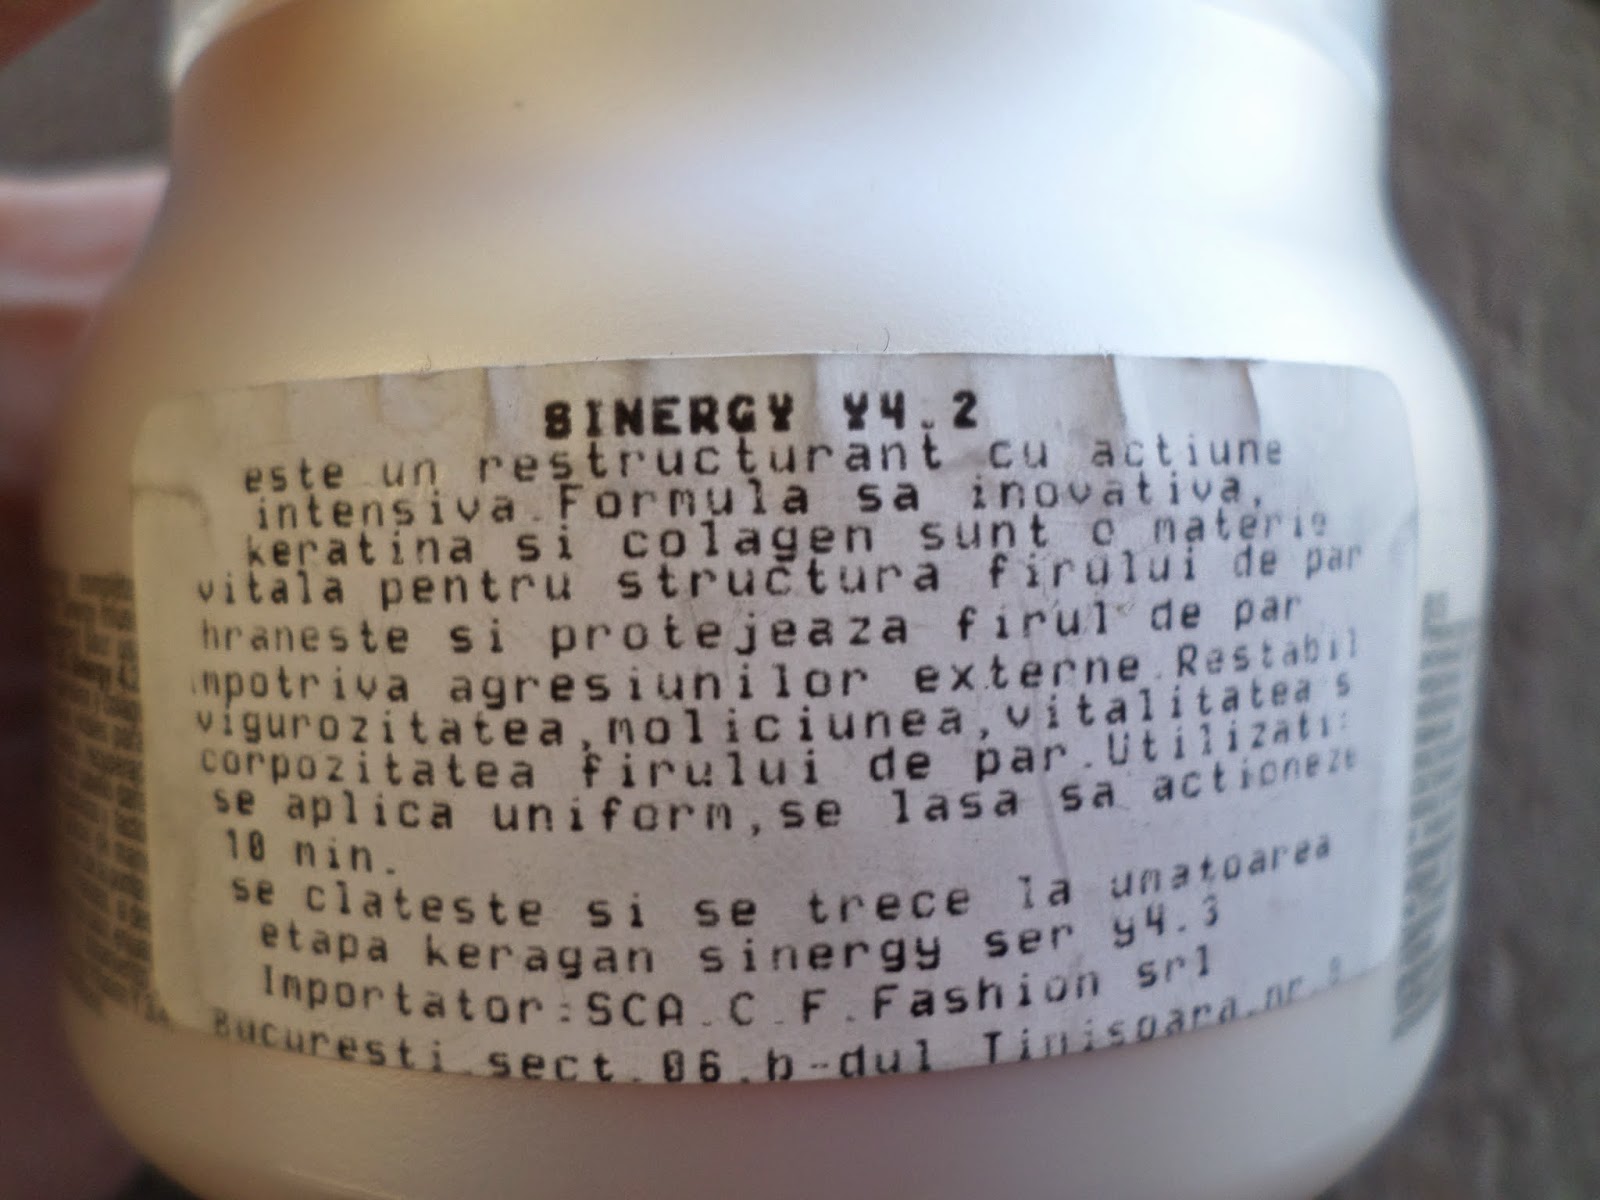 SINERGY Y4.2
este un restructurant cu actiune
intensiva.Formula sa inovativa,
keratina si colagen sunt o materie
vitala pentru structura firului de par
hraneste si protejeaza firul de par
mpotriva agresiunilor externe.Restabil
vigurozitatea,moliciunea,vitalitatea s
corpozitatea firului de par.Utilizati:
se aplica uniform,se lasa sa actioneze
10 min.
se clateste si se trece la umatoarea
etapa keragan sinergy ser y4.3
Importator:SCA.C.F.Fashion srl
Bucuresti.sect.06.b-dul Timisoara.nr.